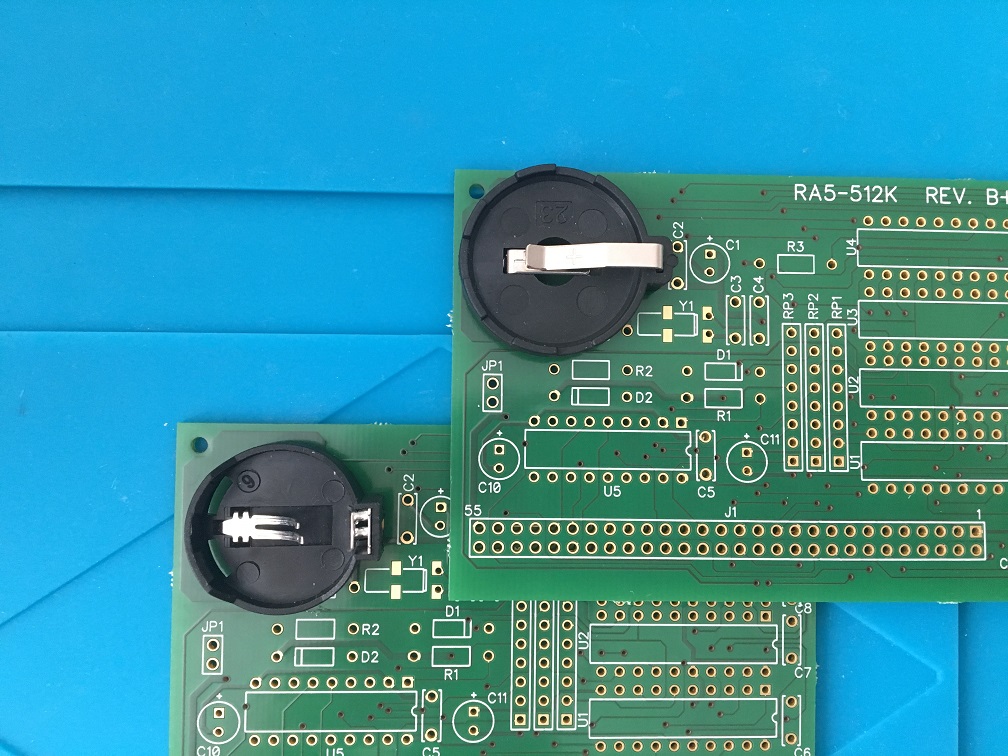 RA5-512K REV. B+
C2
C1
R3
U4
C3
C4
Y1
RP3
RP2
RP1
U3
JP1
R2
D1
U2
D2
R1
C10
C11
U5
C5
U1
55
J1
1
C2
Y1
C8
JP1
R2
D1
U2
D2
R1
C7
C10
C11
U1
U5
C5
C6